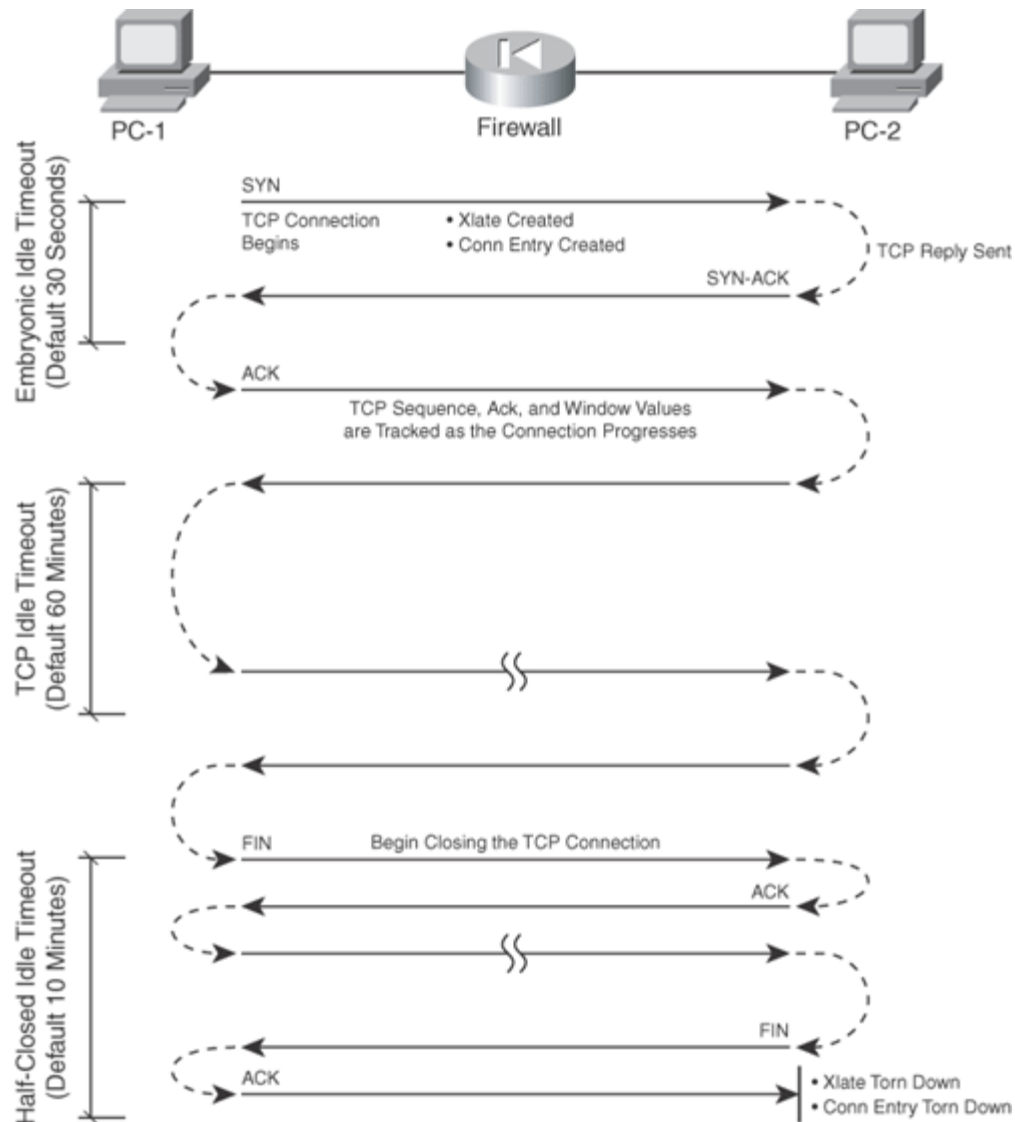 PC-1
Firewall
PC-2
Embryonic Idle Timeout
(Default 30 Seconds)
SYN
TCP Connection
Begins
• Xlate Created
• Conn Entry Created
TCP Reply Sent
SYN-ACK
ACK
TCP Sequence, Ack, and Window Values
are Tracked as the Connection Progresses
TCP Idle Timeout
(Default 60 Minutes)
Half-Closed Idle Timeout
(Default 10 Minutes)
FIN
Begin Closing the TCP Connection
ACK
FIN
ACK
• Xlate Torn Down
• Conn Entry Torn Down